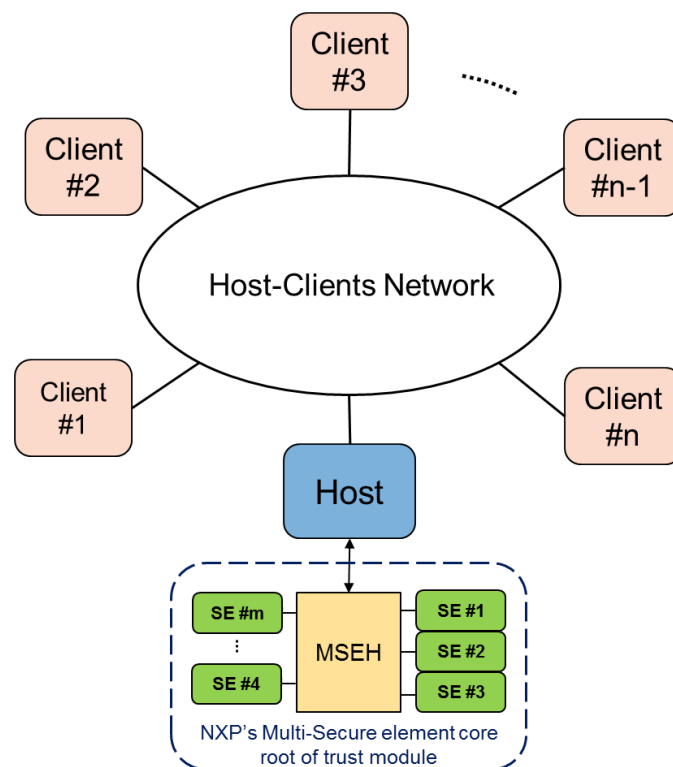 Client
#3
Client
#2
Client
#n-1
Host-Clients Network
Client
#1
Client
#n
Host
SE #m
SE #4
MSEH
SE #1
SE #2
SE #3
NXP's Multi-Secure element core
root of trust module